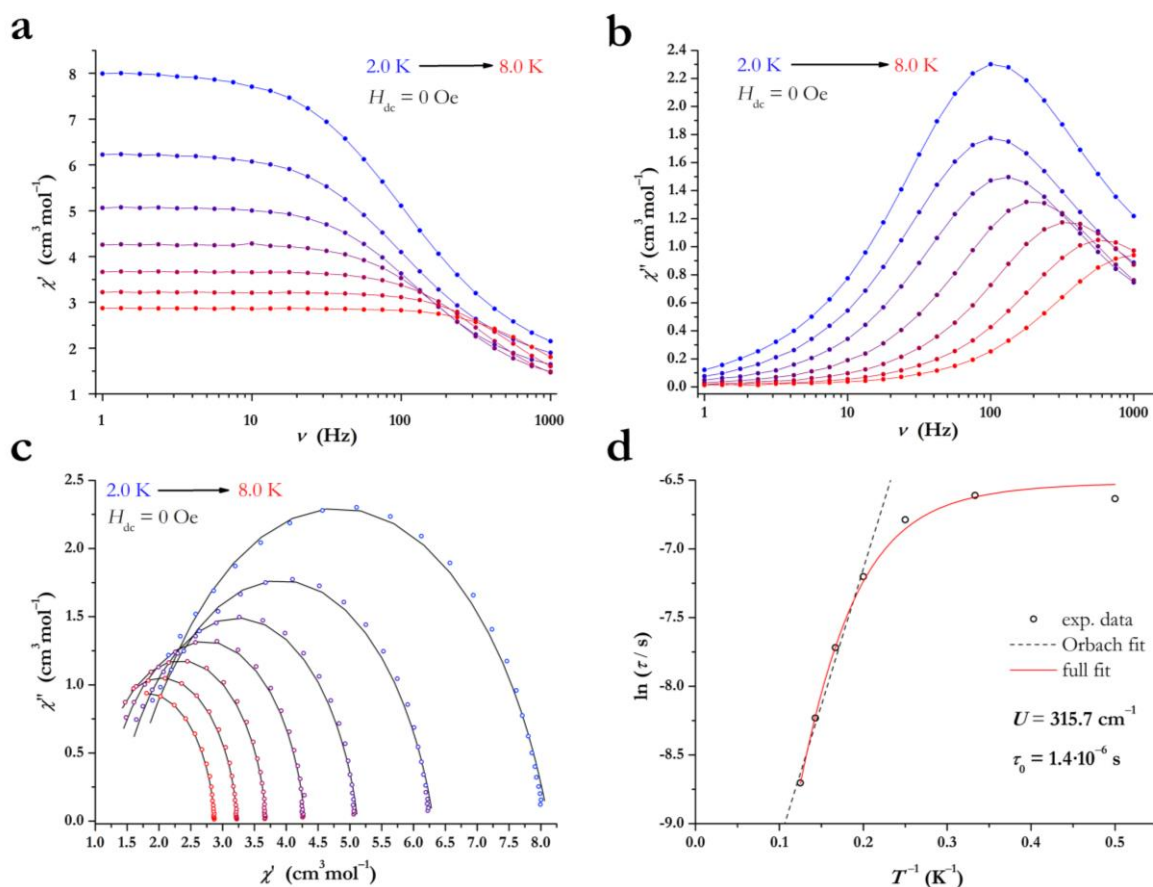 a
2.0 K 8.0 K
H_dc = 0 Oe
χ' (cm³ mol⁻¹)
8
7
6
5
4
3
2
1
1 10 100 1000
ν (Hz)
b
2.0 K 8.0 K
H_dc = 0 Oe
χ'' (cm³ mol⁻¹)
2.4
2.2
2.0
1.8
1.6
1.4
1.2
1.0
0.8
0.6
0.4
0.2
0.0
1 10 100 1000
ν (Hz)
c
2.0 K 8.0 K
H_dc = 0 Oe
χ'' (cm³ mol⁻¹)
2.5
2.0
1.5
1.0
0.5
0.0
1.0 1.5 2.0 2.5 3.0 3.5 4.0 4.5 5.0 5.5 6.0 6.5 7.0 7.5 8.0
χ' (cm³mol⁻¹)
d
ln (τ / s)
-6.5
-7.0
-7.5
-8.0
-8.5
-9.0
exp. data
Orbach fit
full fit
U = 315.7 cm⁻¹
τ₀ = 1.4·10⁻⁶ s
0.1 0.2 0.3 0.4 0.5
T⁻¹ (K⁻¹)